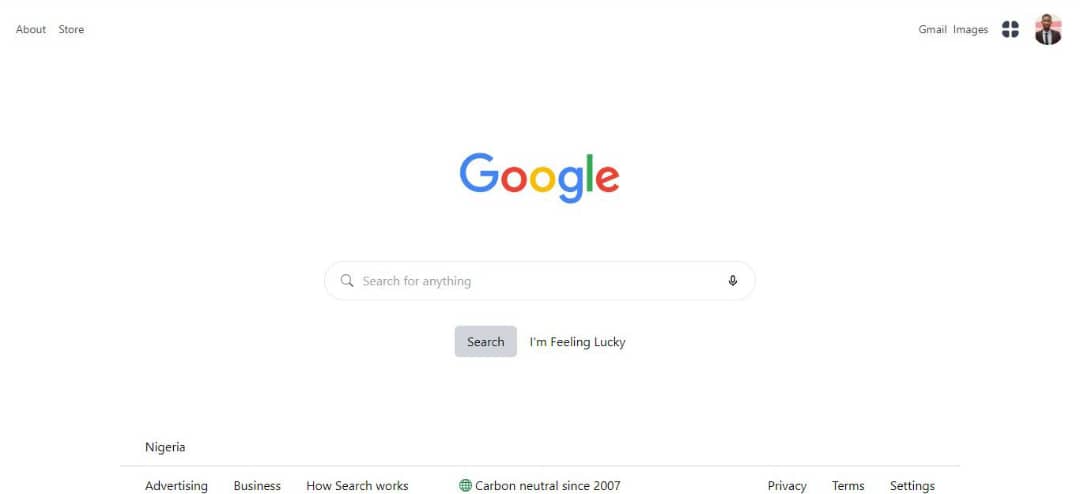 About Store Gmail Images
Google
Search for anything
Search I'm Feeling Lucky
Nigeria
Advertising Business How Search works Carbon neutral since 2007 Privacy Terms Settings